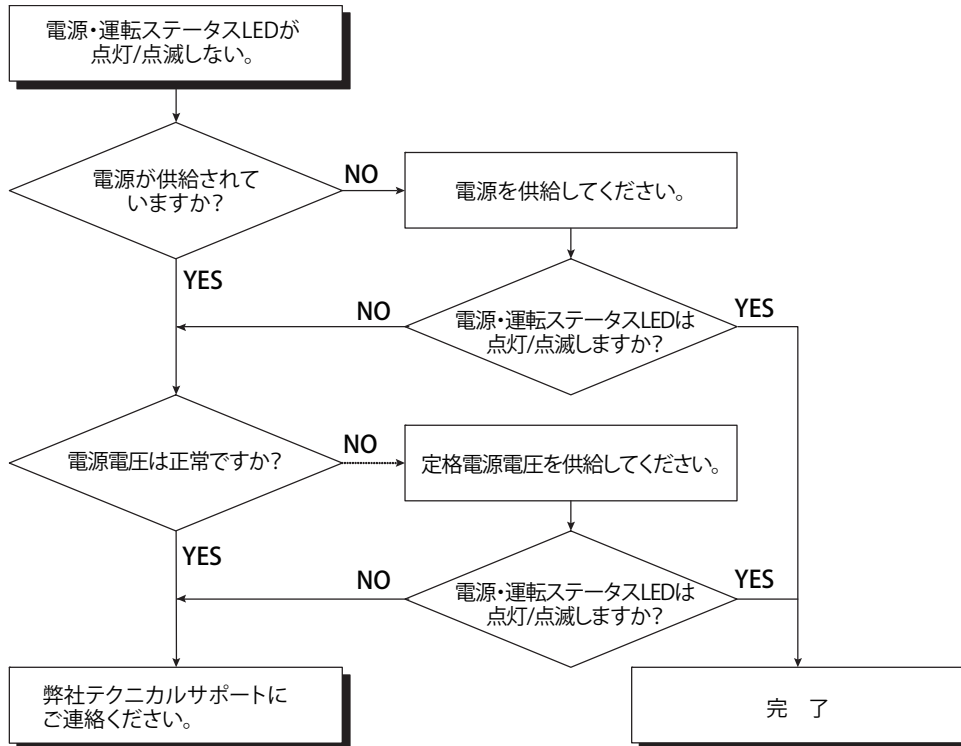 電源・運転ステータスLEDが
点灯/点滅しない。
電源が供給されて
いますか?
NO
電源を供給してください。
YES
NO
電源・運転ステータスLEDは
点灯/点滅しますか?
YES
電源電圧は正常ですか?
NO
定格電源電圧を供給してください。
YES
NO
電源・運転ステータスLEDは
点灯/点滅しますか?
YES
弊社テクニカルサポートに
ご連絡ください。
完 了